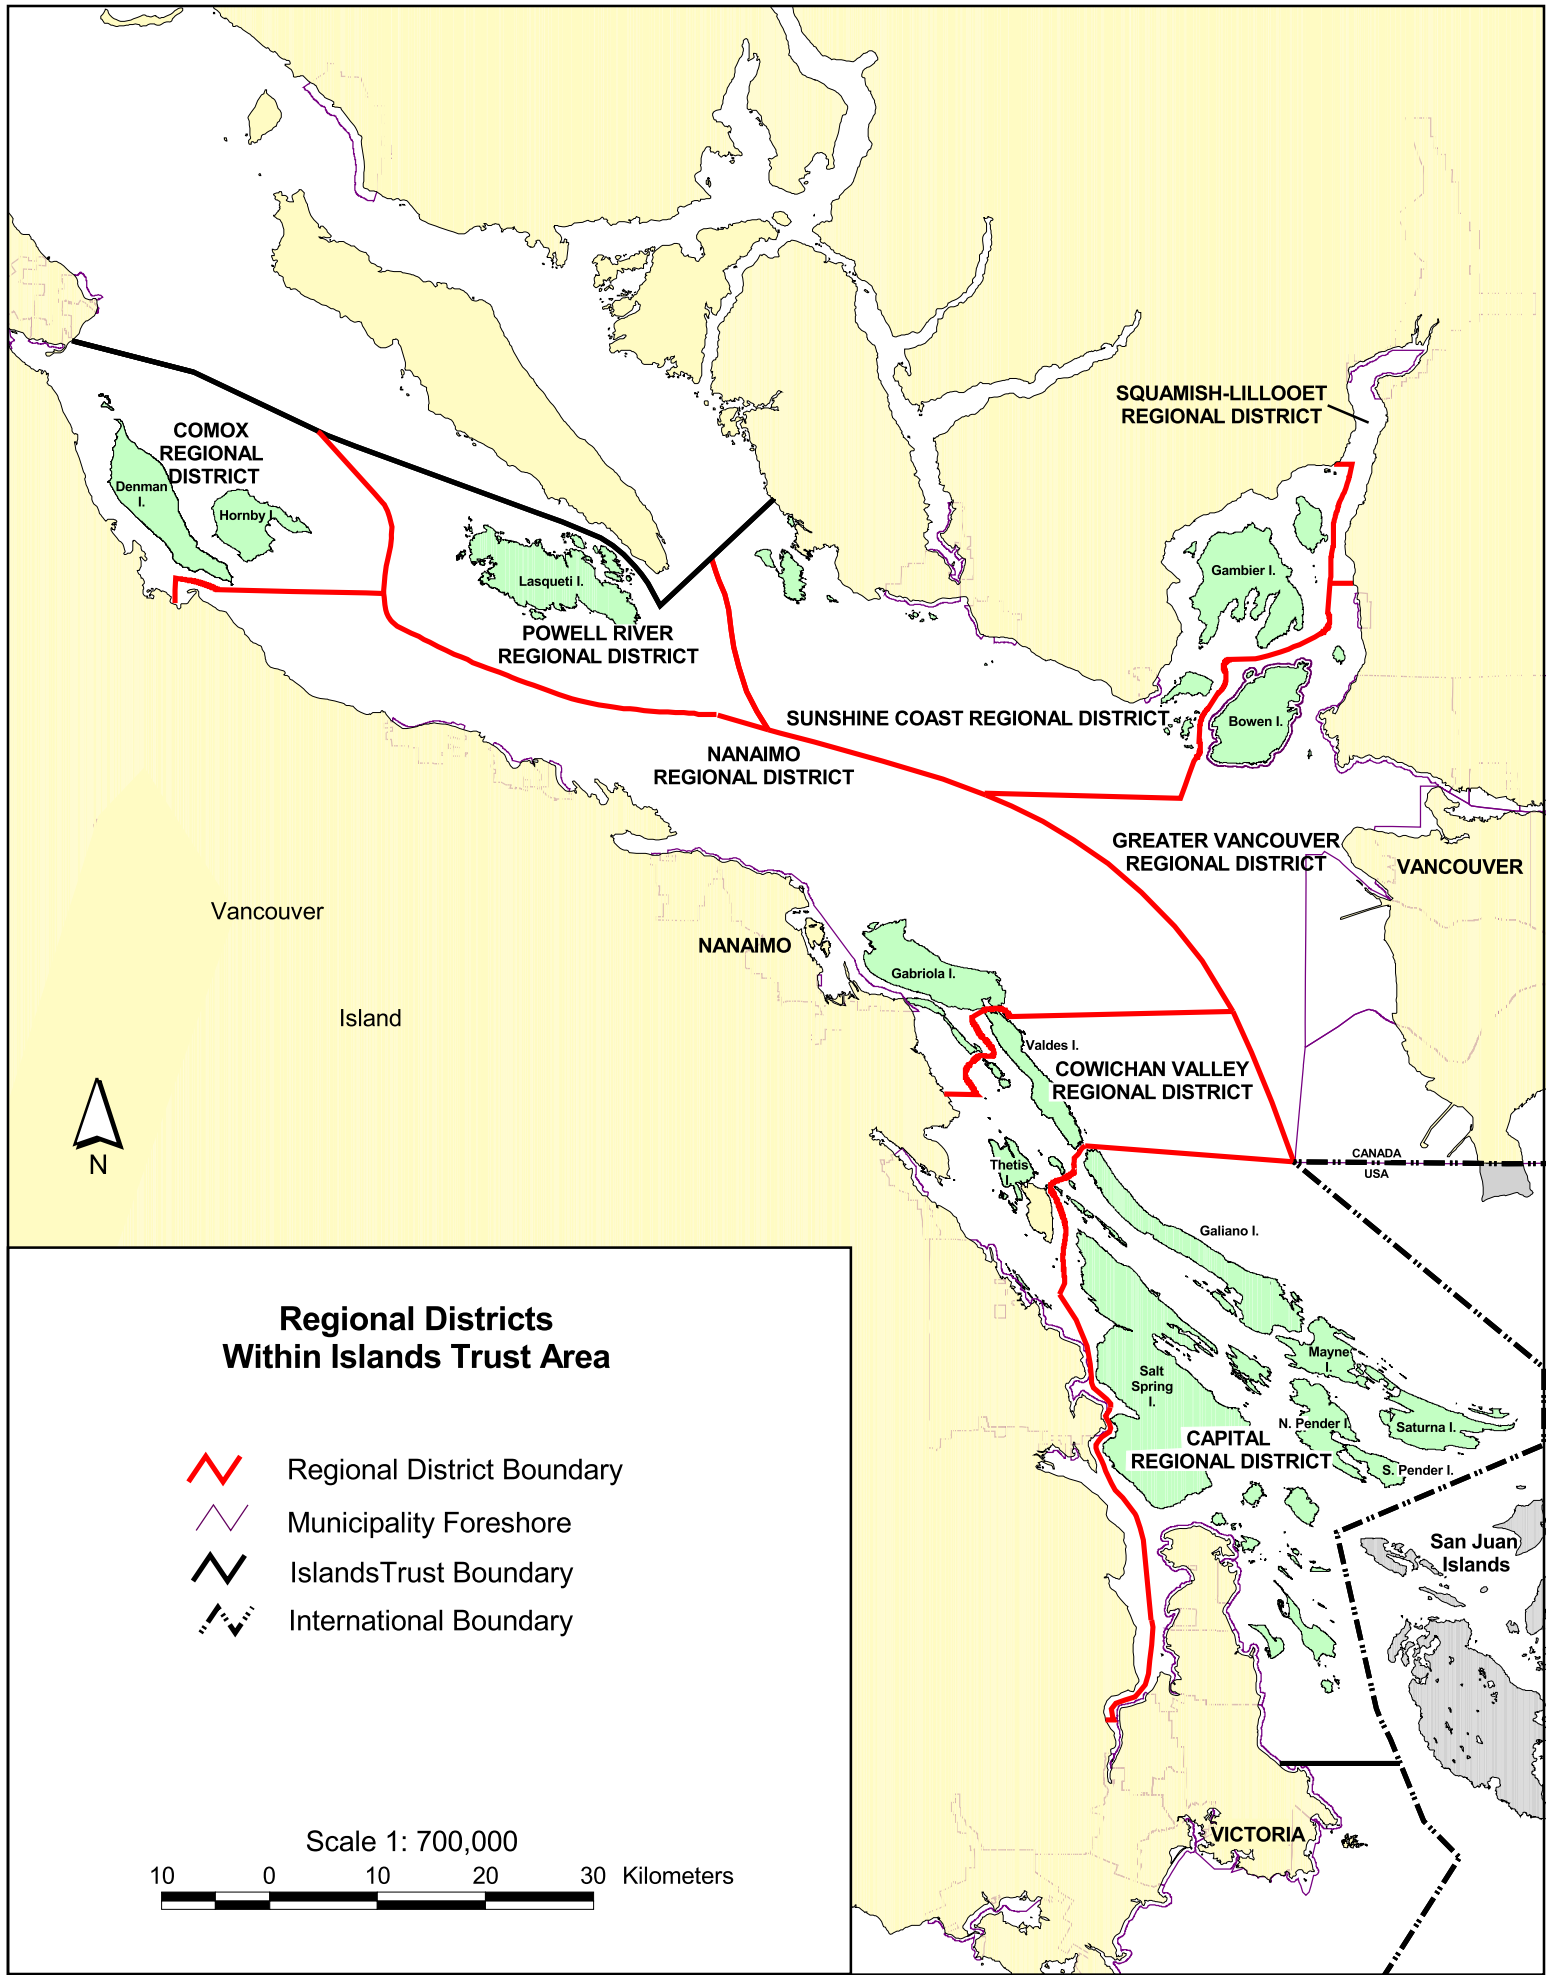 SQUAMISH-LILLOOET
REGIONAL DISTRICT
COMOX
REGIONAL
DISTRICT
Denman
I.
Hornby I.
Lasqueti I.
Gambier I.
POWELL RIVER
REGIONAL DISTRICT
SUNSHINE COAST REGIONAL DISTRICT
Bowen I.
NANAIMO
REGIONAL DISTRICT
GREATER VANCOUVER
REGIONAL DISTRICT
VANCOUVER
Vancouver
NANAIMO
Gabriola I.
Island
Valdes I.
COWICHAN VALLEY
REGIONAL DISTRICT
N
Thetis
I.
CANADA
USA
Galiano I.
Regional Districts
Within Islands Trust Area
Mayne
I.
Salt
Spring
I.
N. Pender I.
Saturna I.
CAPITAL
REGIONAL DISTRICT
S. Pender I.
Regional District Boundary
Municipality Foreshore
IslandsTrust Boundary
International Boundary
San Juan
Islands
Scale 1: 700,000
10 0 10 20 30 Kilometers
VICTORIA